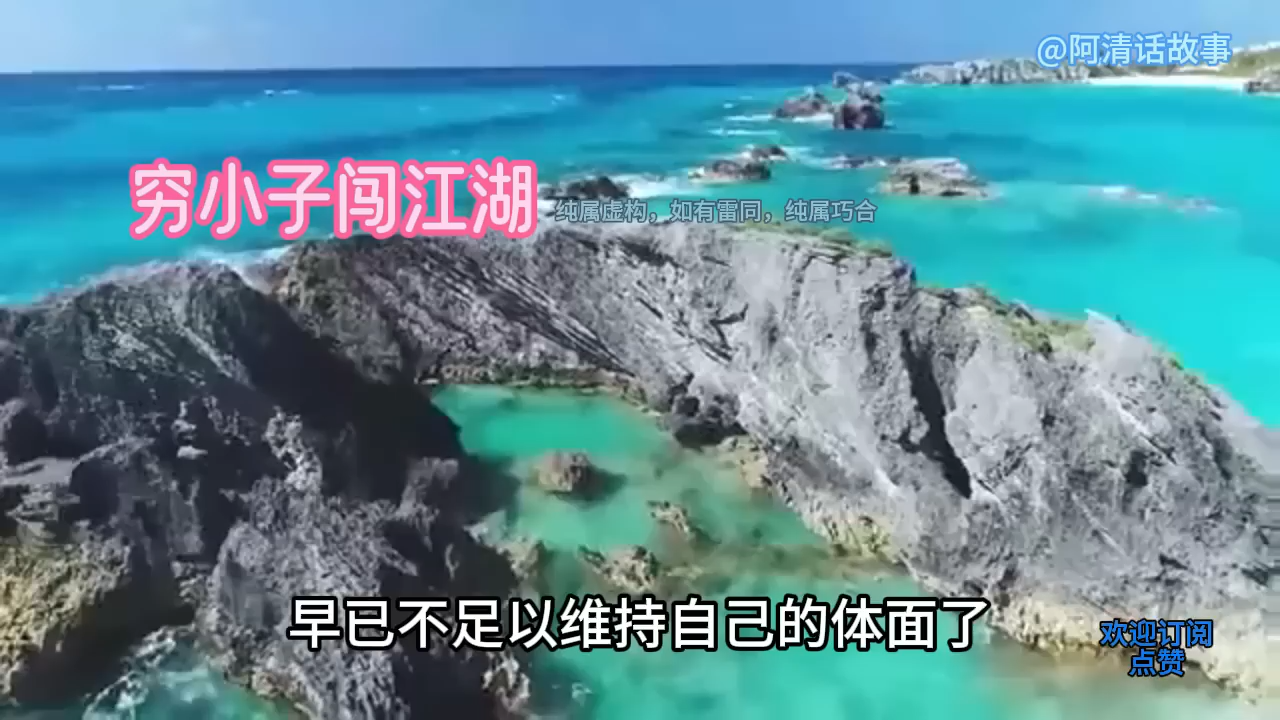 @阿清话故事
穷小子闯江湖
纯属虚构，如有雷同，纯属巧合
早已不足以维持自己的体面了
欢迎订阅
点赞